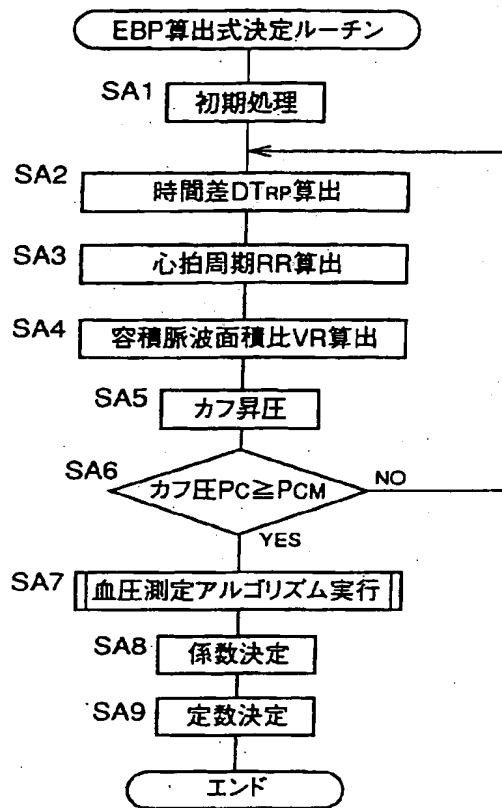 EBP算出式決定ルーチン
SA1
初期処理
SA2
時間差DTRP算出
SA3
心拍周期RR算出
SA4
容積脈波面積比VR算出
SA5
カフ昇圧
SA6
カフ圧PC≧PCM
NO
YES
SA7
血圧測定アルゴリズム実行
SA8
係数決定
SA9
定数決定
エンド